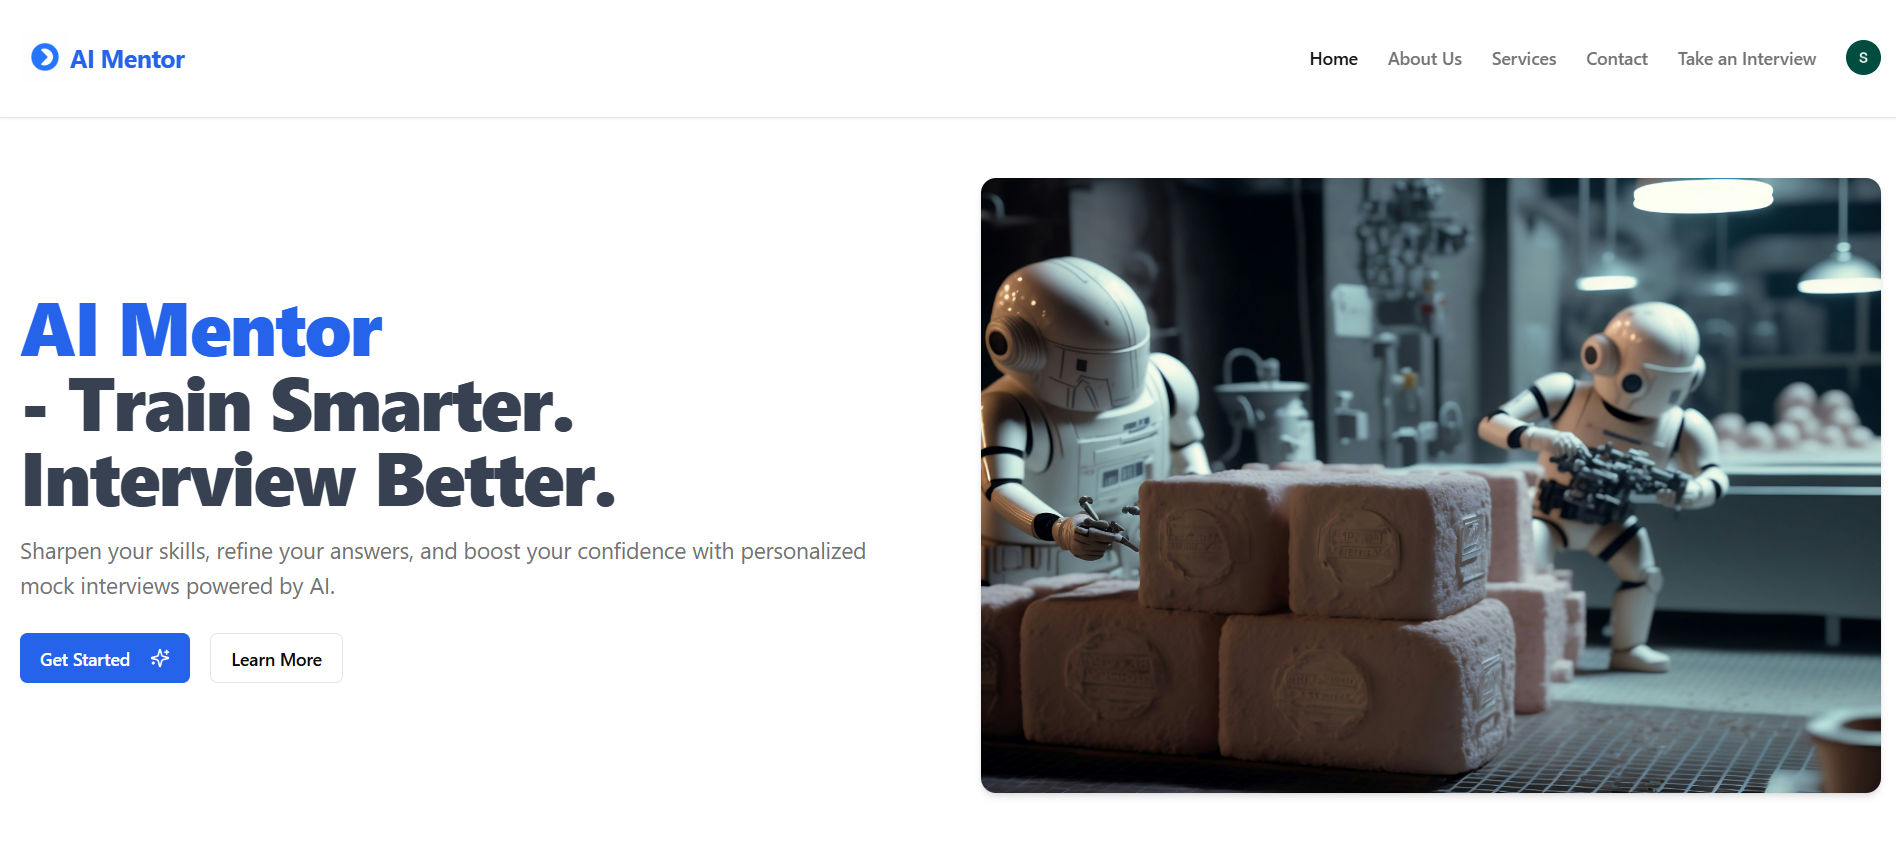 AI Mentor
Home
About Us
Services
Contact
Take an Interview
S
AI Mentor
- Train Smarter.
Interview Better.
Sharpen your skills, refine your answers, and boost your confidence with personalized
mock interviews powered by AI.
Get Started
Learn More